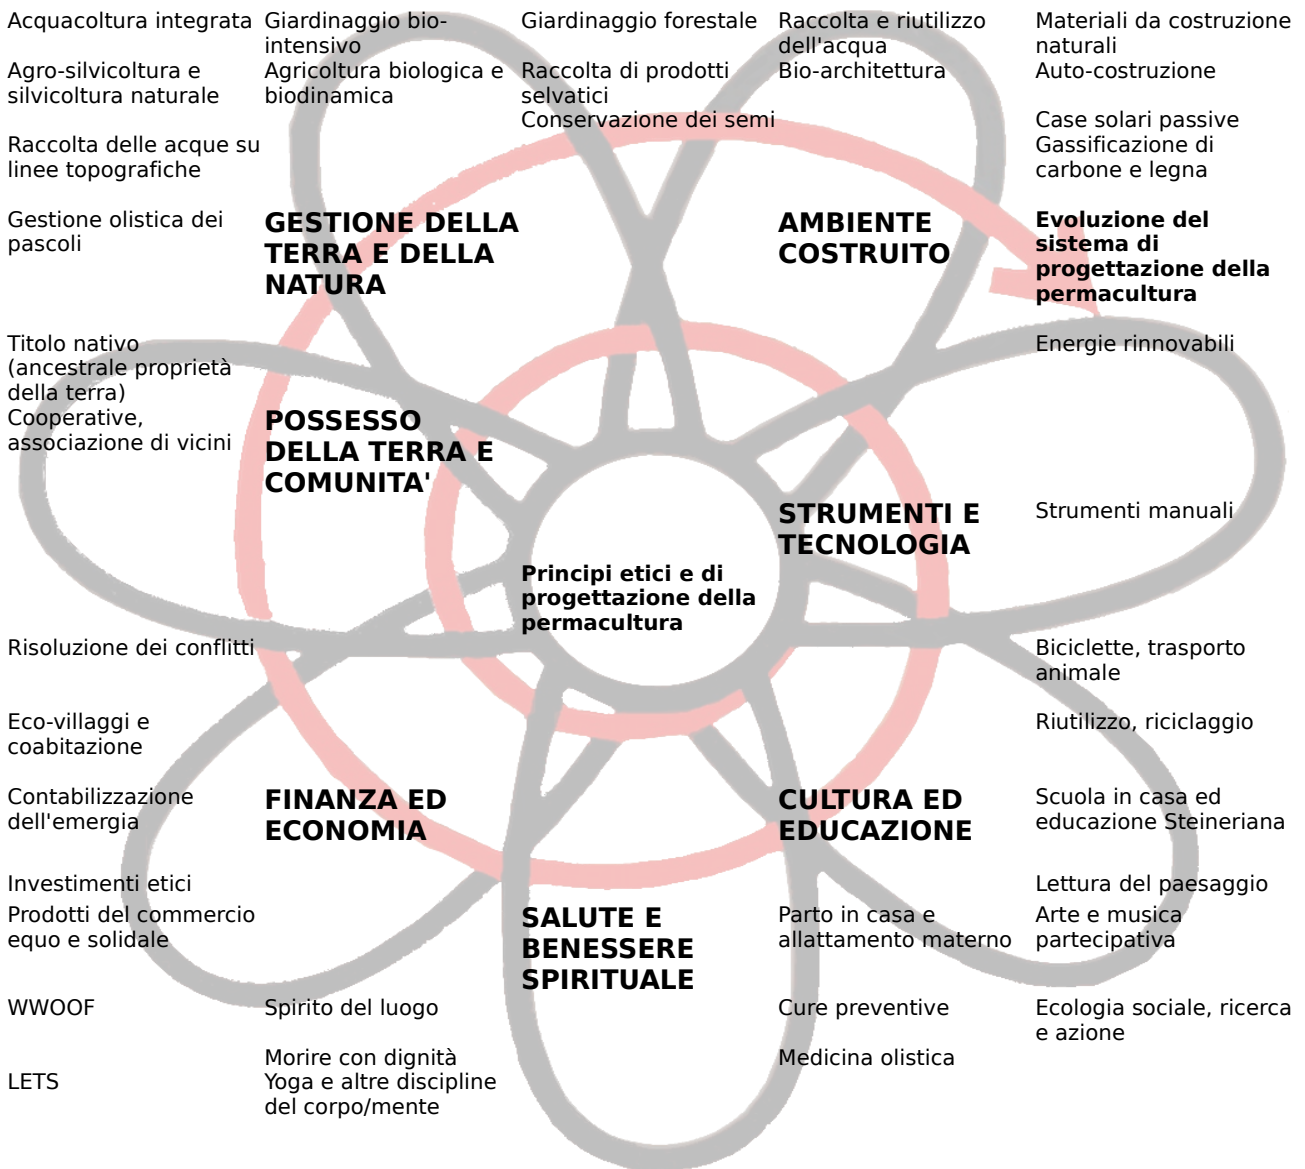 Acquacoltura integrata
Giardinaggio bio-
intensivo
Giardinaggio forestale
Raccolta e riutilizzo
dell'acqua
Materiali da costruzione
naturali
Agro-silvicoltura e
silvicoltura naturale
Agricoltura biologica e
biodinamica
Raccolta di prodotti
selvatici
Conservazione dei semi
Bio-architettura
Auto-costruzione
Raccolta delle acque su
linee topografiche
Case solari passive
Gassificazione di
carbone e legna
Gestione olistica dei
pascoli
GESTIONE DELLA
TERRA E DELLA
NATURA
AMBIENTE
COSTRUITO
Evoluzione del
sistema di
progettazione della
permacultura
Titolo nativo
(ancestrale proprietà
della terra)
Cooperative,
associazione di vicini
Energie rinnovabili
POSSESSO
DELLA TERRA E
COMUNITA'
STRUMENTI E
TECNOLOGIA
Strumenti manuali
Principi etici e di
progettazione della
permacultura
Risoluzione dei conflitti
Biciclette, trasporto
animale
Eco-villaggi e
coabitazione
Riutilizzo, riciclaggio
Contabilizzazione
dell'emergia
FINANZA ED
ECONOMIA
CULTURA ED
EDUCAZIONE
Scuola in casa ed
educazione Steineriana
Investimenti etici
Lettura del paesaggio
Prodotti del commercio
equo e solidale
SALUTE E
BENESSERE
SPIRITUALE
Parto in casa e
allattamento materno
Arte e musica
partecipativa
WWOOF
Spirito del luogo
Cure preventive
Ecologia sociale, ricerca
e azione
LETS
Morire con dignità
Yoga e altre discipline
del corpo/mente
Medicina olistica